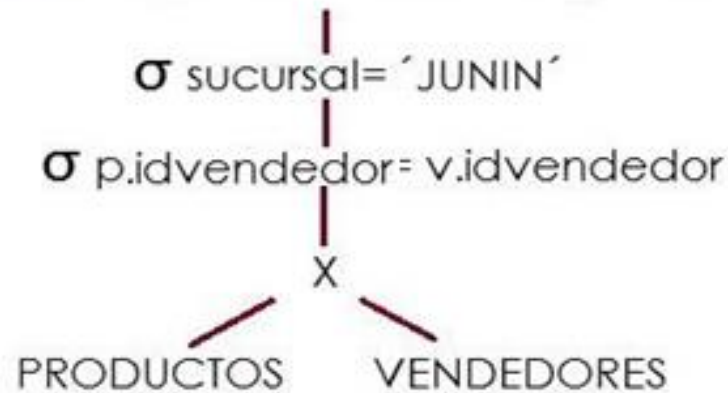 σ sucursal= ´JUNIN´
σ p.idvendedor= v.idvendedor
X
PRODUCTOS VENDEDORES